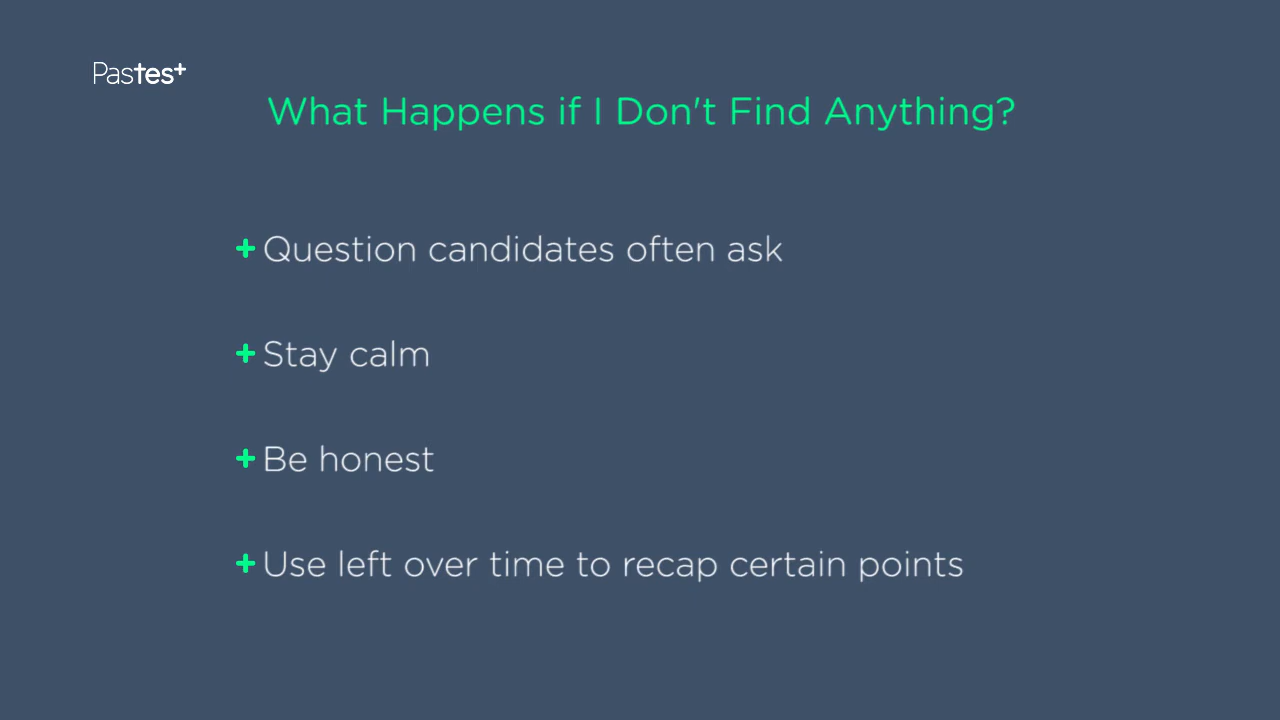 Pastest
What Happens if I Don't Find Anything?
+ Question candidates often ask
+ Stay calm
+ Be honest
+ Use left over time to recap certain points